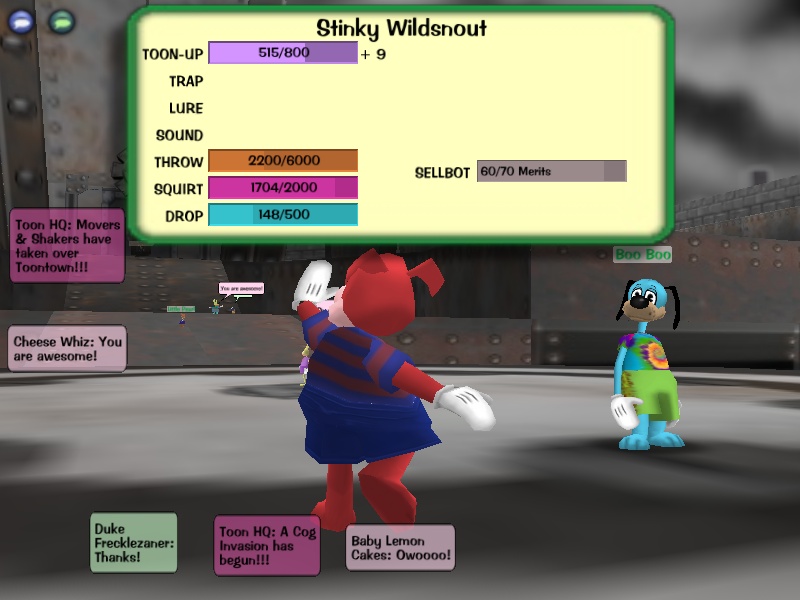 Stinky Wildsnout
TOON-UP 515/800 + 9
TRAP
LURE
SOUND
THROW 2200/6000
SQUIRT 1704/2000
DROP 148/500
SELLBOT 60/70 Merits
Toon HQ: Movers
& Shakers have
taken over
Toontown!!!
Boo Boo
You are awesome!
Cheese Whiz: You
are awesome!
Duke
Frecklezaner:
Thanks!
Toon HQ: A Cog
Invasion has
begun!!!
Baby Lemon
Cakes: Owoooo!